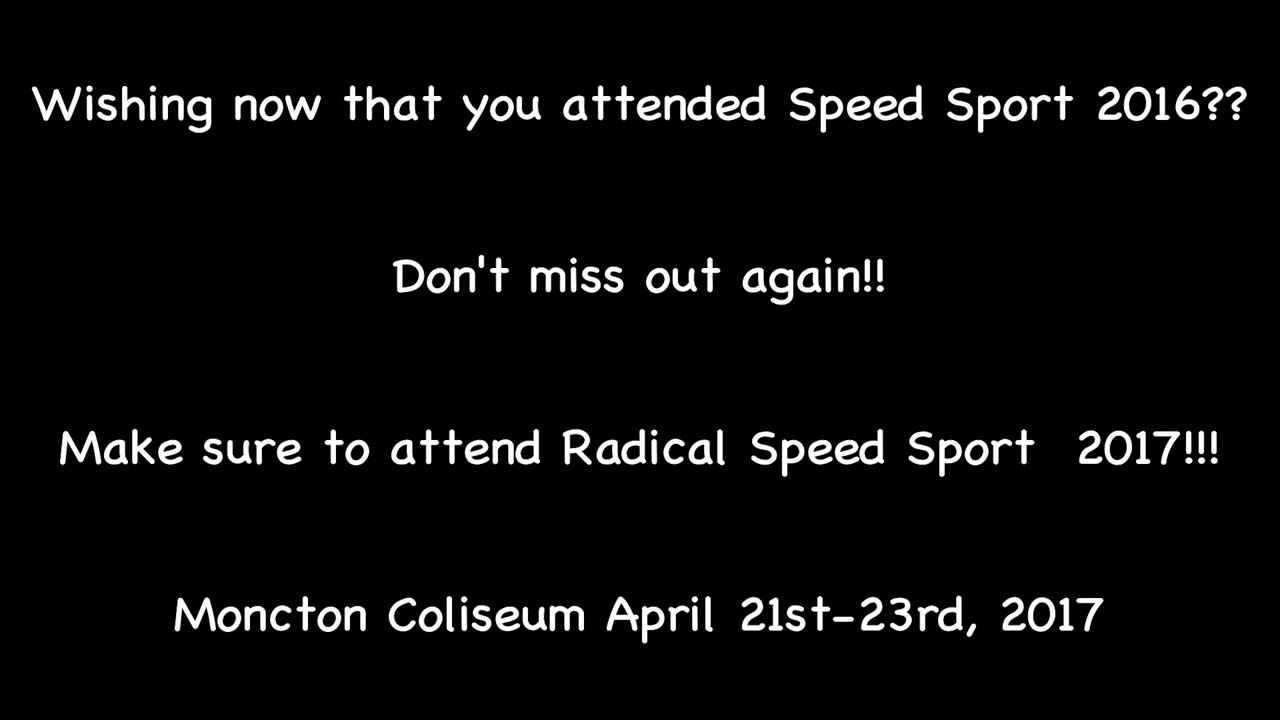 Wishing now that you attended Speed Sport 2016??
Don't miss out again!!
Make sure to attend Radical Speed Sport  2017!!!
Moncton Coliseum April 21st-23rd, 2017